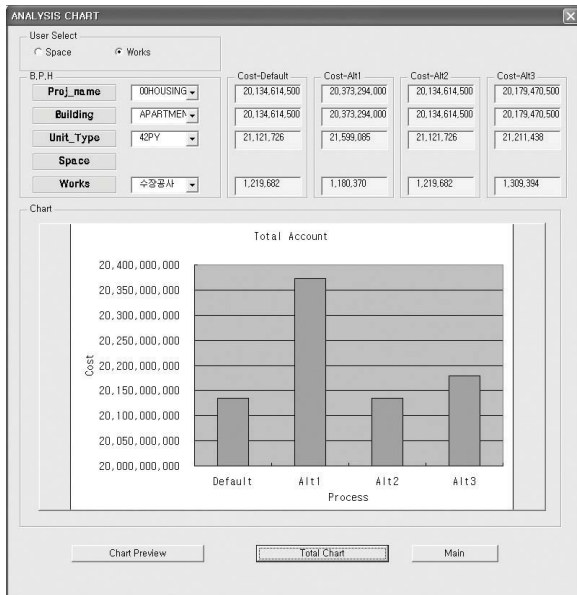 ANALYSIS CHART
User Select
Space Works
B.P.H Cost-Default Cost-Alt1 Cost-Alt2 Cost-Alt3
Proj_name 00HOUSING 20,134,614,500 20,373,294,000 20,134,614,500 20,179,470,500
Building APARTMEN 20,134,614,500 20,373,294,000 20,134,614,500 20,179,470,500
Unit_Type 42PY 21,121,726 21,599,085 21,121,726 21,211,438
Space
Works 수장공사 1,219,682 1,180,370 1,219,682 1,309,394
Chart
Total Account
20,400,000,000
20,350,000,000
20,300,000,000
20,250,000,000
20,200,000,000
20,150,000,000
20,100,000,000
20,050,000,000
20,000,000,000
Cost
Default Alt1 Alt2 Alt3
Process
Chart Preview Total Chart Main